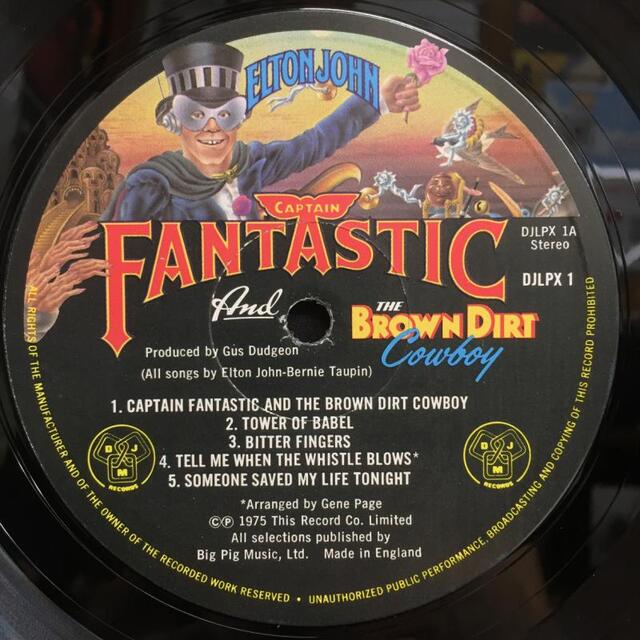 ELTON JOHN
CAPTAIN
FANTASTIC
And
THE
BROWN DIRT
Cowboy
DJLPX 1A
Stereo
DJLPX 1
Produced by Gus Dudgeon
(All songs by Elton John-Bernie Taupin)
1. CAPTAIN FANTASTIC AND THE BROWN DIRT COWBOY
2. TOWER OF BABEL
3. BITTER FINGERS
4. TELL ME WHEN THE WHISTLE BLOWS*
5. SOMEONE SAVED MY LIFE TONIGHT
D J M
RECORDS
D J M
RECORDS
*Arranged by Gene Page
©℗ 1975 This Record Co. Limited
All selections published by
Big Pig Music, Ltd. Made in England
ALL RIGHTS OF THE MANUFACTURER AND OF THE OWNER OF THE RECORDED WORK RESERVED • UNAUTHORIZED PUBLIC PERFORMANCE, BROADCASTING AND COPYING OF THIS RECORD PROHIBITED